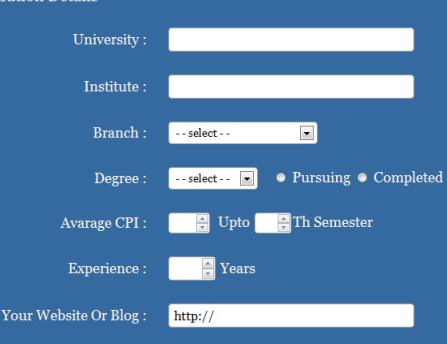 Details
University :
Institute :
Branch : -- select --
Degree : -- select -- Pursuing Completed
Avarage CPI : Upto Th Semester
Experience : Years
Your Website Or Blog : http://